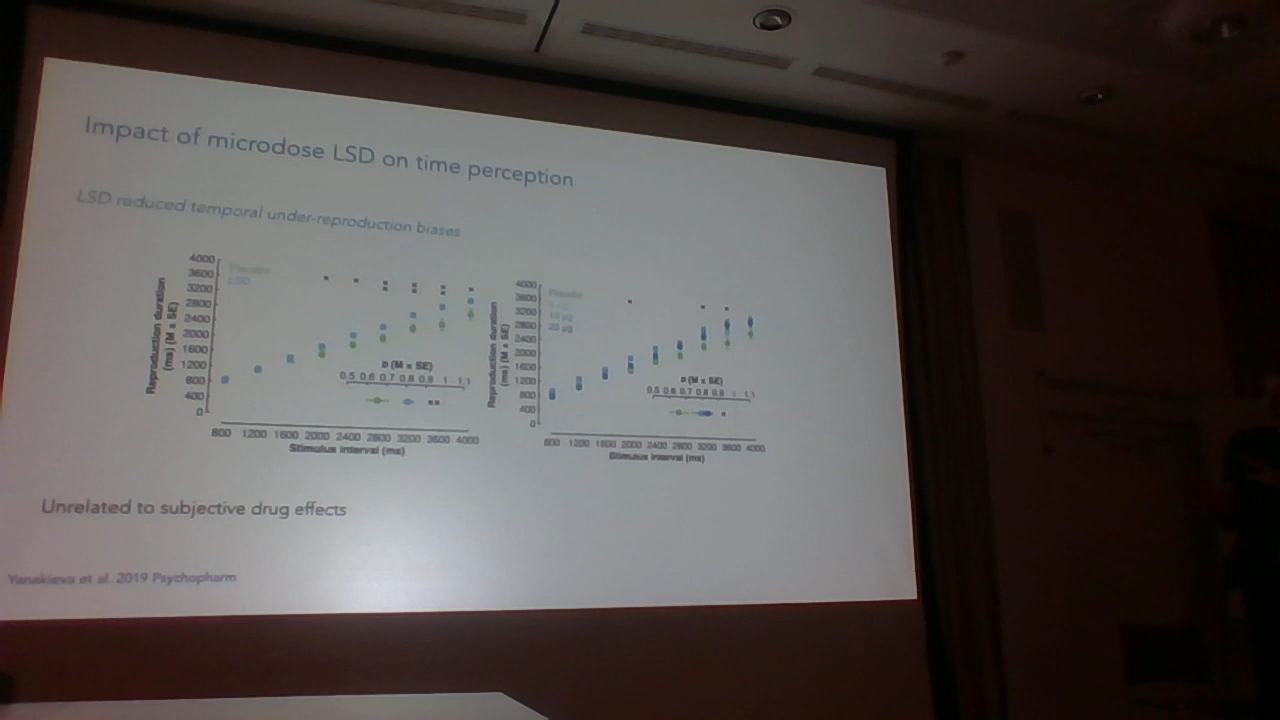 Impact of microdose LSD on time perception
LSD reduced temporal under-reproduction biases
Reproduction duration
(ms) (M ± SE)
4000
3600
3200
2800
2400
2000
1600
1200
800
400
0
Placebo
LSD
b (M ± SE)
0.5 0.6 0.7 0.8 0.9 1 1.1
800 1200 1600 2000 2400 2800 3200 3600 4000
Stimulus interval (ms)
Reproduction duration
(ms) (M ± SE)
4000
3600
3200
2800
2400
2000
1600
1200
800
400
0
Placebo
10 µg
20 µg
b (M ± SE)
0.5 0.6 0.7 0.8 0.9 1 1.1
800 1200 1600 2000 2400 2800 3200 3600 4000
Stimulus interval (ms)
Unrelated to subjective drug effects
Yanakieva et al. 2019 Psychopharm